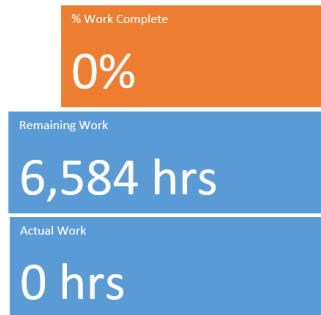 % Work Complete
0%
Remaining Work
6,584 hrs
Actual Work
0 hrs